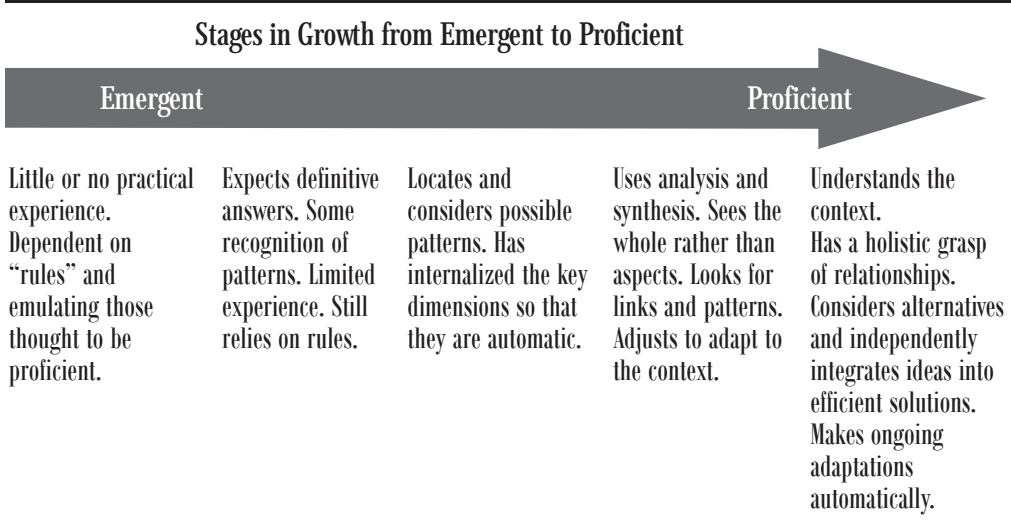 Stages in Growth from Emergent to Proficient
Emergent
Proficient
Little or no practical
experience.
Dependent on
“rules” and
emulating those
thought to be
proficient.
Expects definitive
answers. Some
recognition of
patterns. Limited
experience. Still
relies on rules.
Locates and
considers possible
patterns. Has
internalized the key
dimensions so that
they are automatic.
Uses analysis and
synthesis. Sees the
whole rather than
aspects. Looks for
links and patterns.
Adjusts to adapt to
the context.
Understands the
context.
Has a holistic grasp
of relationships.
Considers alternatives
and independently
integrates ideas into
efficient solutions.
Makes ongoing
adaptations
automatically.